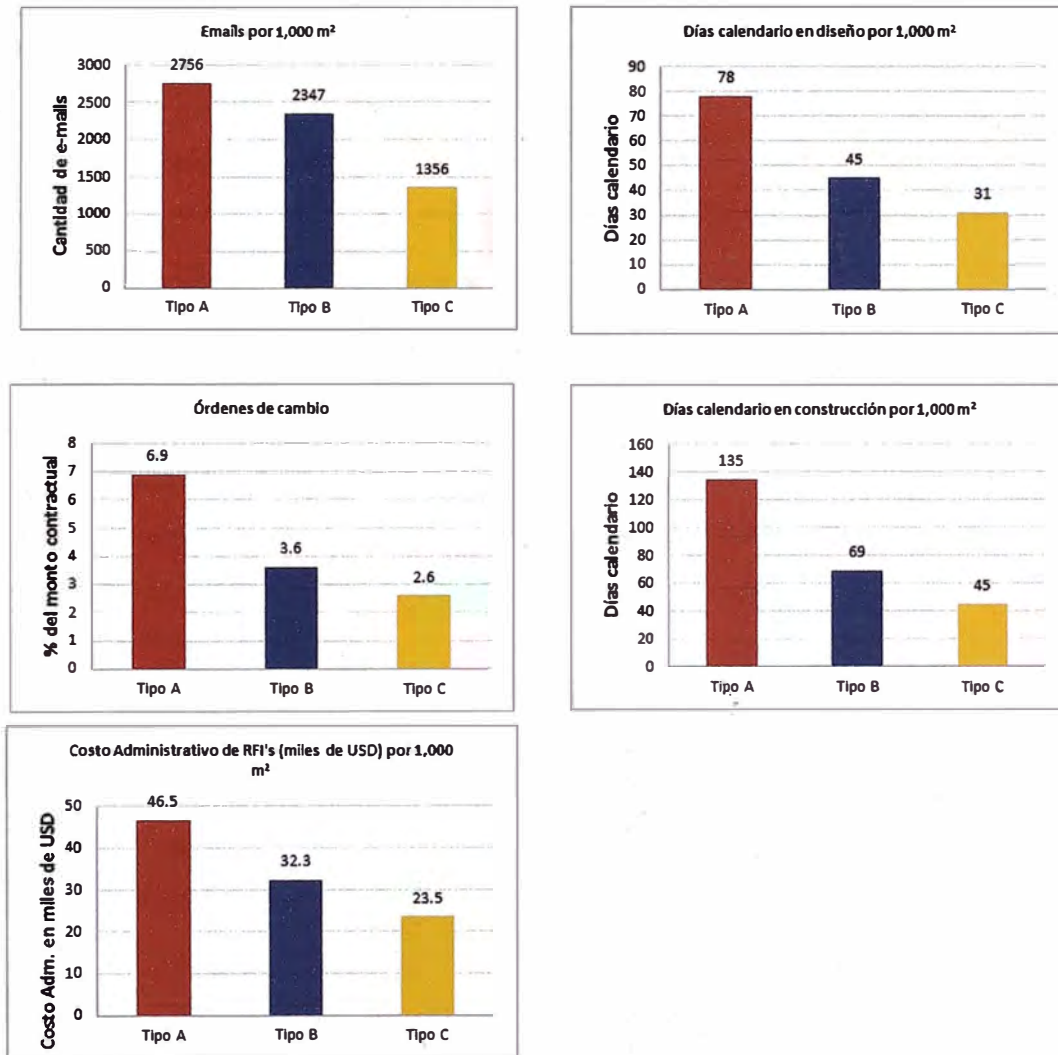 Emails por 1,000 m²
Cantidad de e-mails
3000
2500
2000
1500
1000
500
0
2756
2347
1356
Tipo A
Tipo B
Tipo C
Días calendario en diseño por 1,000 m²
Días calendario
90
80
70
60
50
40
30
20
10
0
78
45
31
Tipo A
Tipo B
Tipo C
Órdenes de cambio
% del monto contractual
8
7
6
5
4
3
2
1
0
6.9
3.6
2.6
Tipo A
Tipo B
Tipo C
Días calendario en construcción por 1,000 m²
Días calendario
160
140
120
100
80
60
40
20
0
135
69
45
Tipo A
Tipo B
Tipo C
Costo Administrativo de RFI's (miles de USD) por 1,000
m²
Costo Adm. en miles de USD
50
40
30
20
10
0
46.5
32.3
23.5
Tipo A
Tipo B
Tipo C